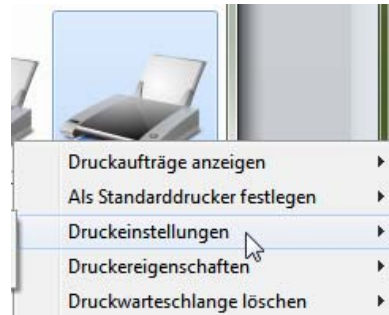 Druckaufträge anzeigen
Als Standarddrucker festlegen
Druckeinstellungen
Druckereigenschaften
Druckwarteschlange löschen